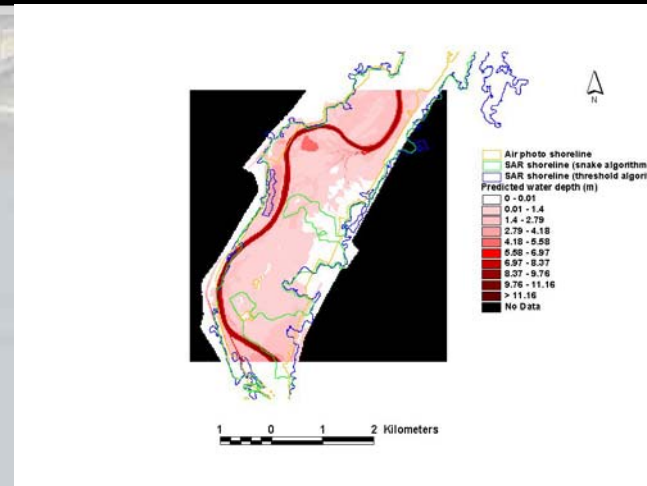 N
Air photo shoreline
SAR shoreline (snake algorithm
SAR shoreline (threshold algori
Predicted water depth (m)
0 - 0.01
0.01 - 1.4
1.4 - 2.79
2.79 - 4.18
4.18 - 5.58
5.58 - 6.97
6.97 - 8.37
8.37 - 9.76
9.76 - 11.16
> 11.16
No Data
1 0 1 2 Kilometers